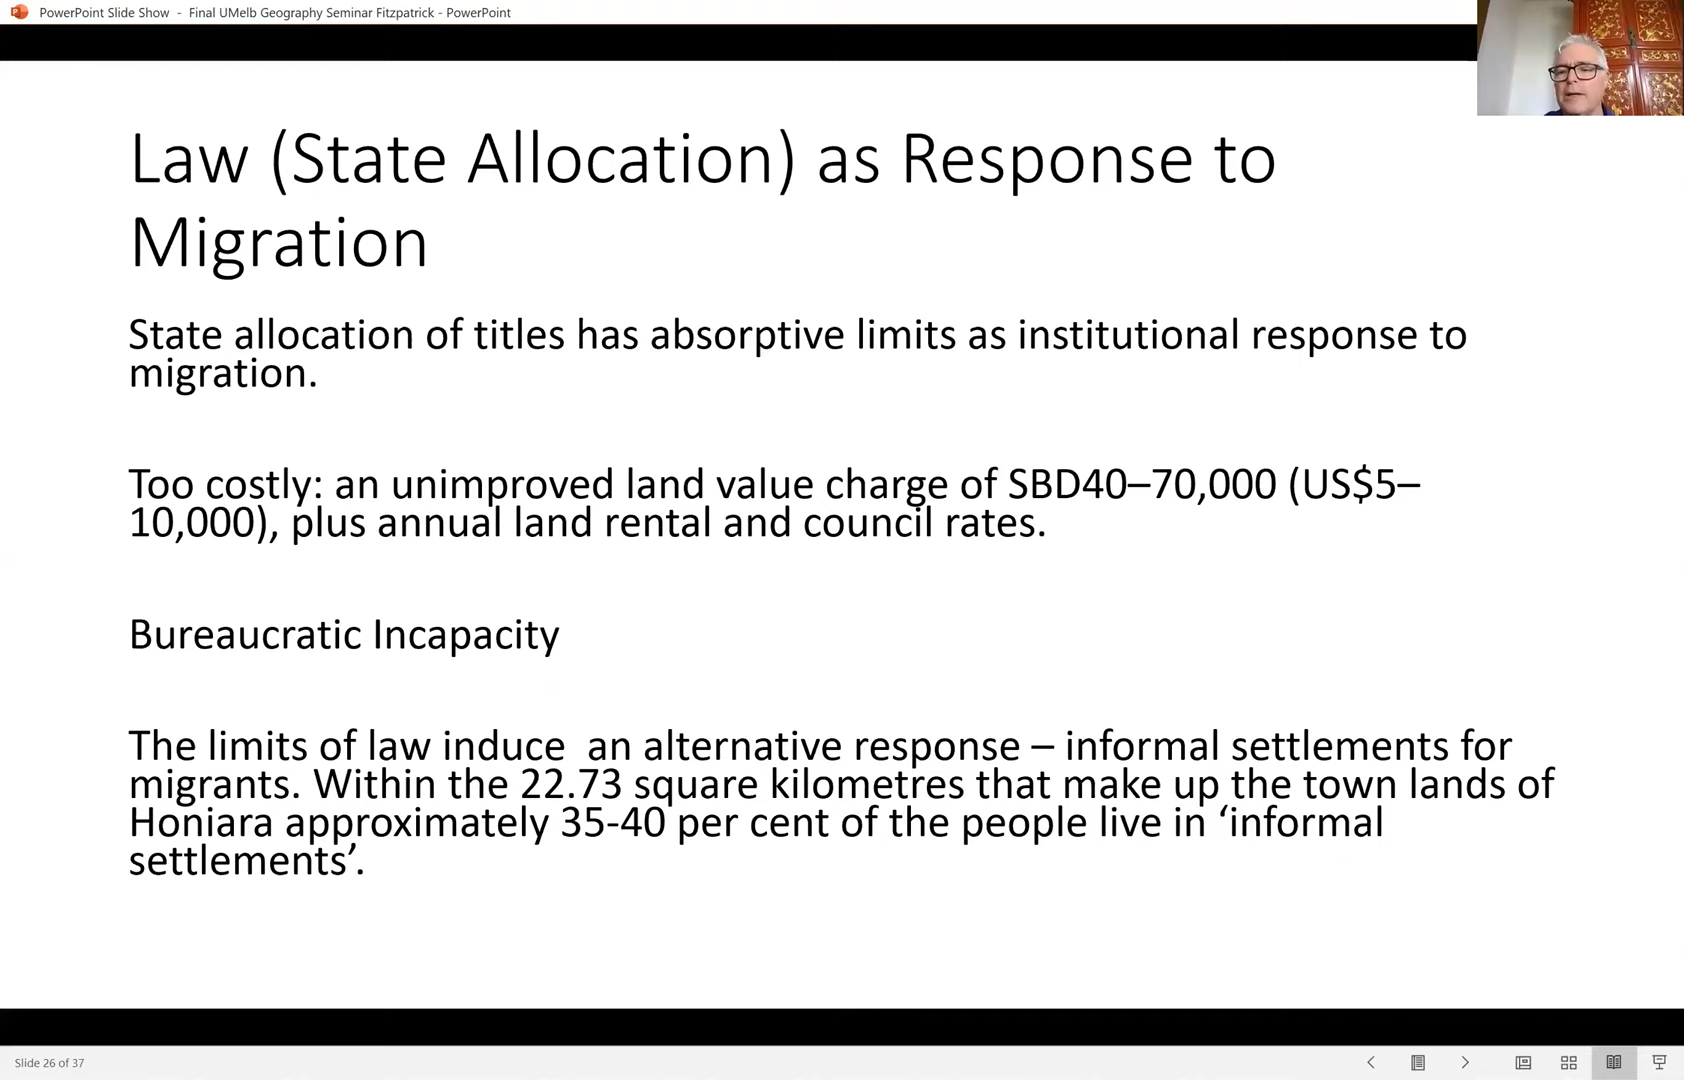 PowerPoint Slide Show - Final UMelb Geography Seminar Fitzpatrick - PowerPoint
Law (State Allocation) as Response to
Migration
State allocation of titles has absorptive limits as institutional response to
migration.
Too costly: an unimproved land value charge of SBD40–70,000 (US$5–
10,000), plus annual land rental and council rates.
Bureaucratic Incapacity
The limits of law induce  an alternative response – informal settlements for
migrants. Within the 22.73 square kilometres that make up the town lands of
Honiara approximately 35-40 per cent of the people live in ‘informal
settlements’.
Slide 26 of 37